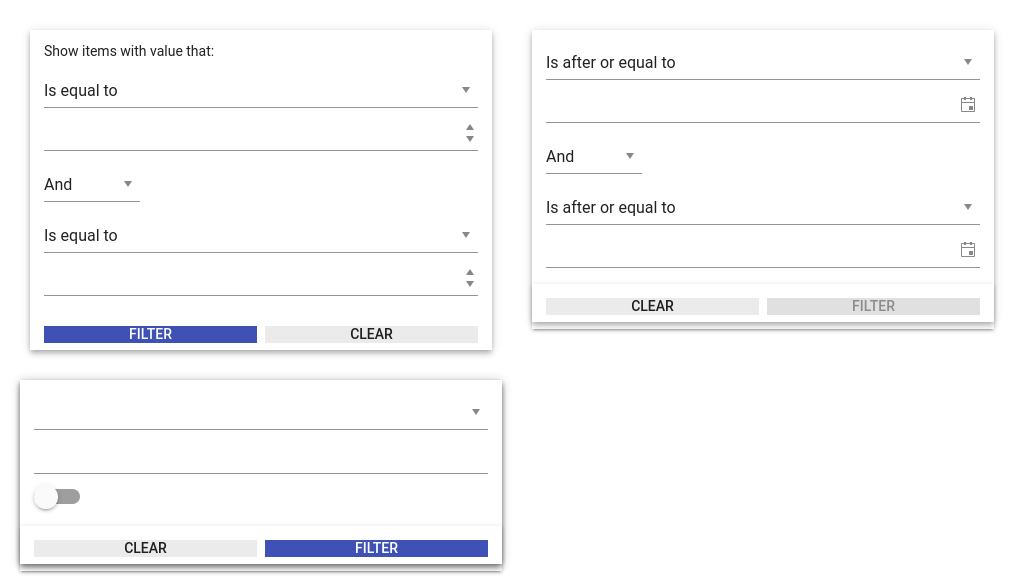 Show items with value that:
Is equal to
And
Is equal to
FILTER CLEAR
Is after or equal to
And
Is after or equal to
CLEAR FILTER
CLEAR FILTER